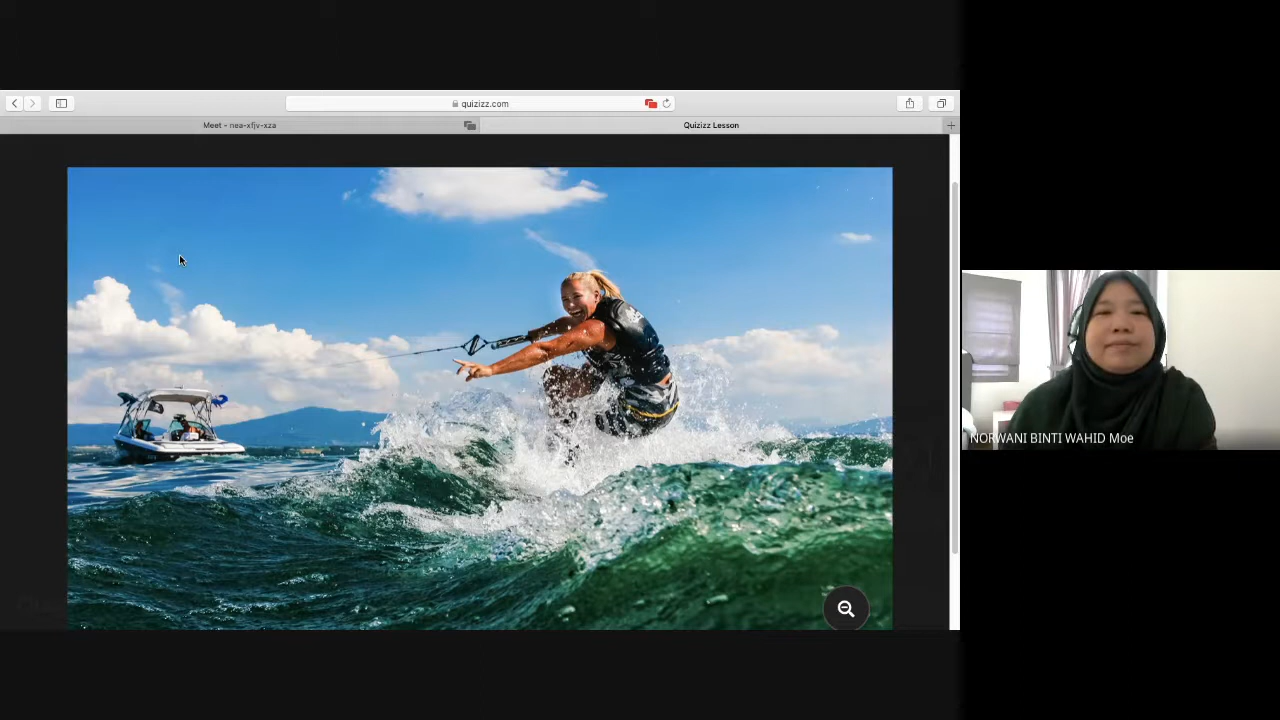 quizizz.com
Meet - nea-xfjv-xza
Quizizz Lesson
NORWANI BINTI WAHID Moe